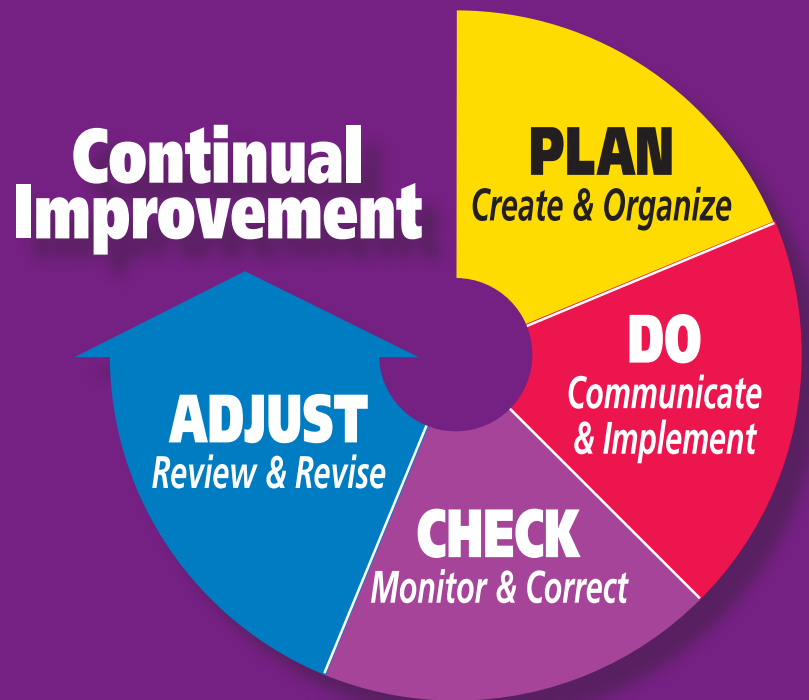 Continual
Improvement
PLAN
Create & Organize
DO
Communicate
& Implement
CHECK
Monitor & Correct
ADJUST
Review & Revise